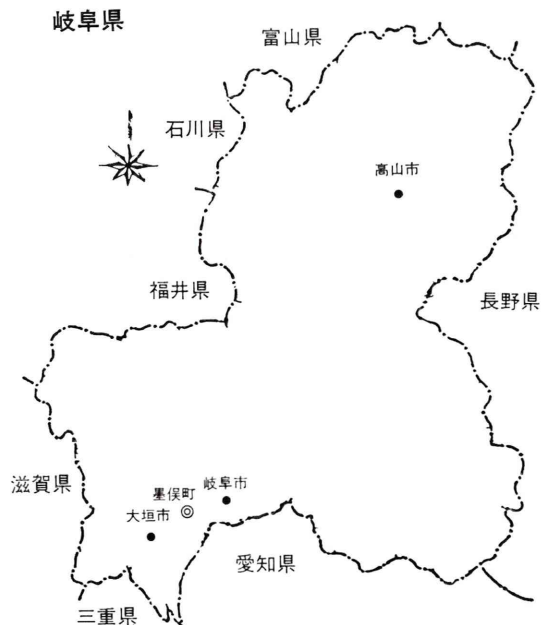 岐阜県
富山県
石川県
高山市
福井県
長野県
滋賀県
墨俣町
岐阜市
大垣市
愛知県
三重県